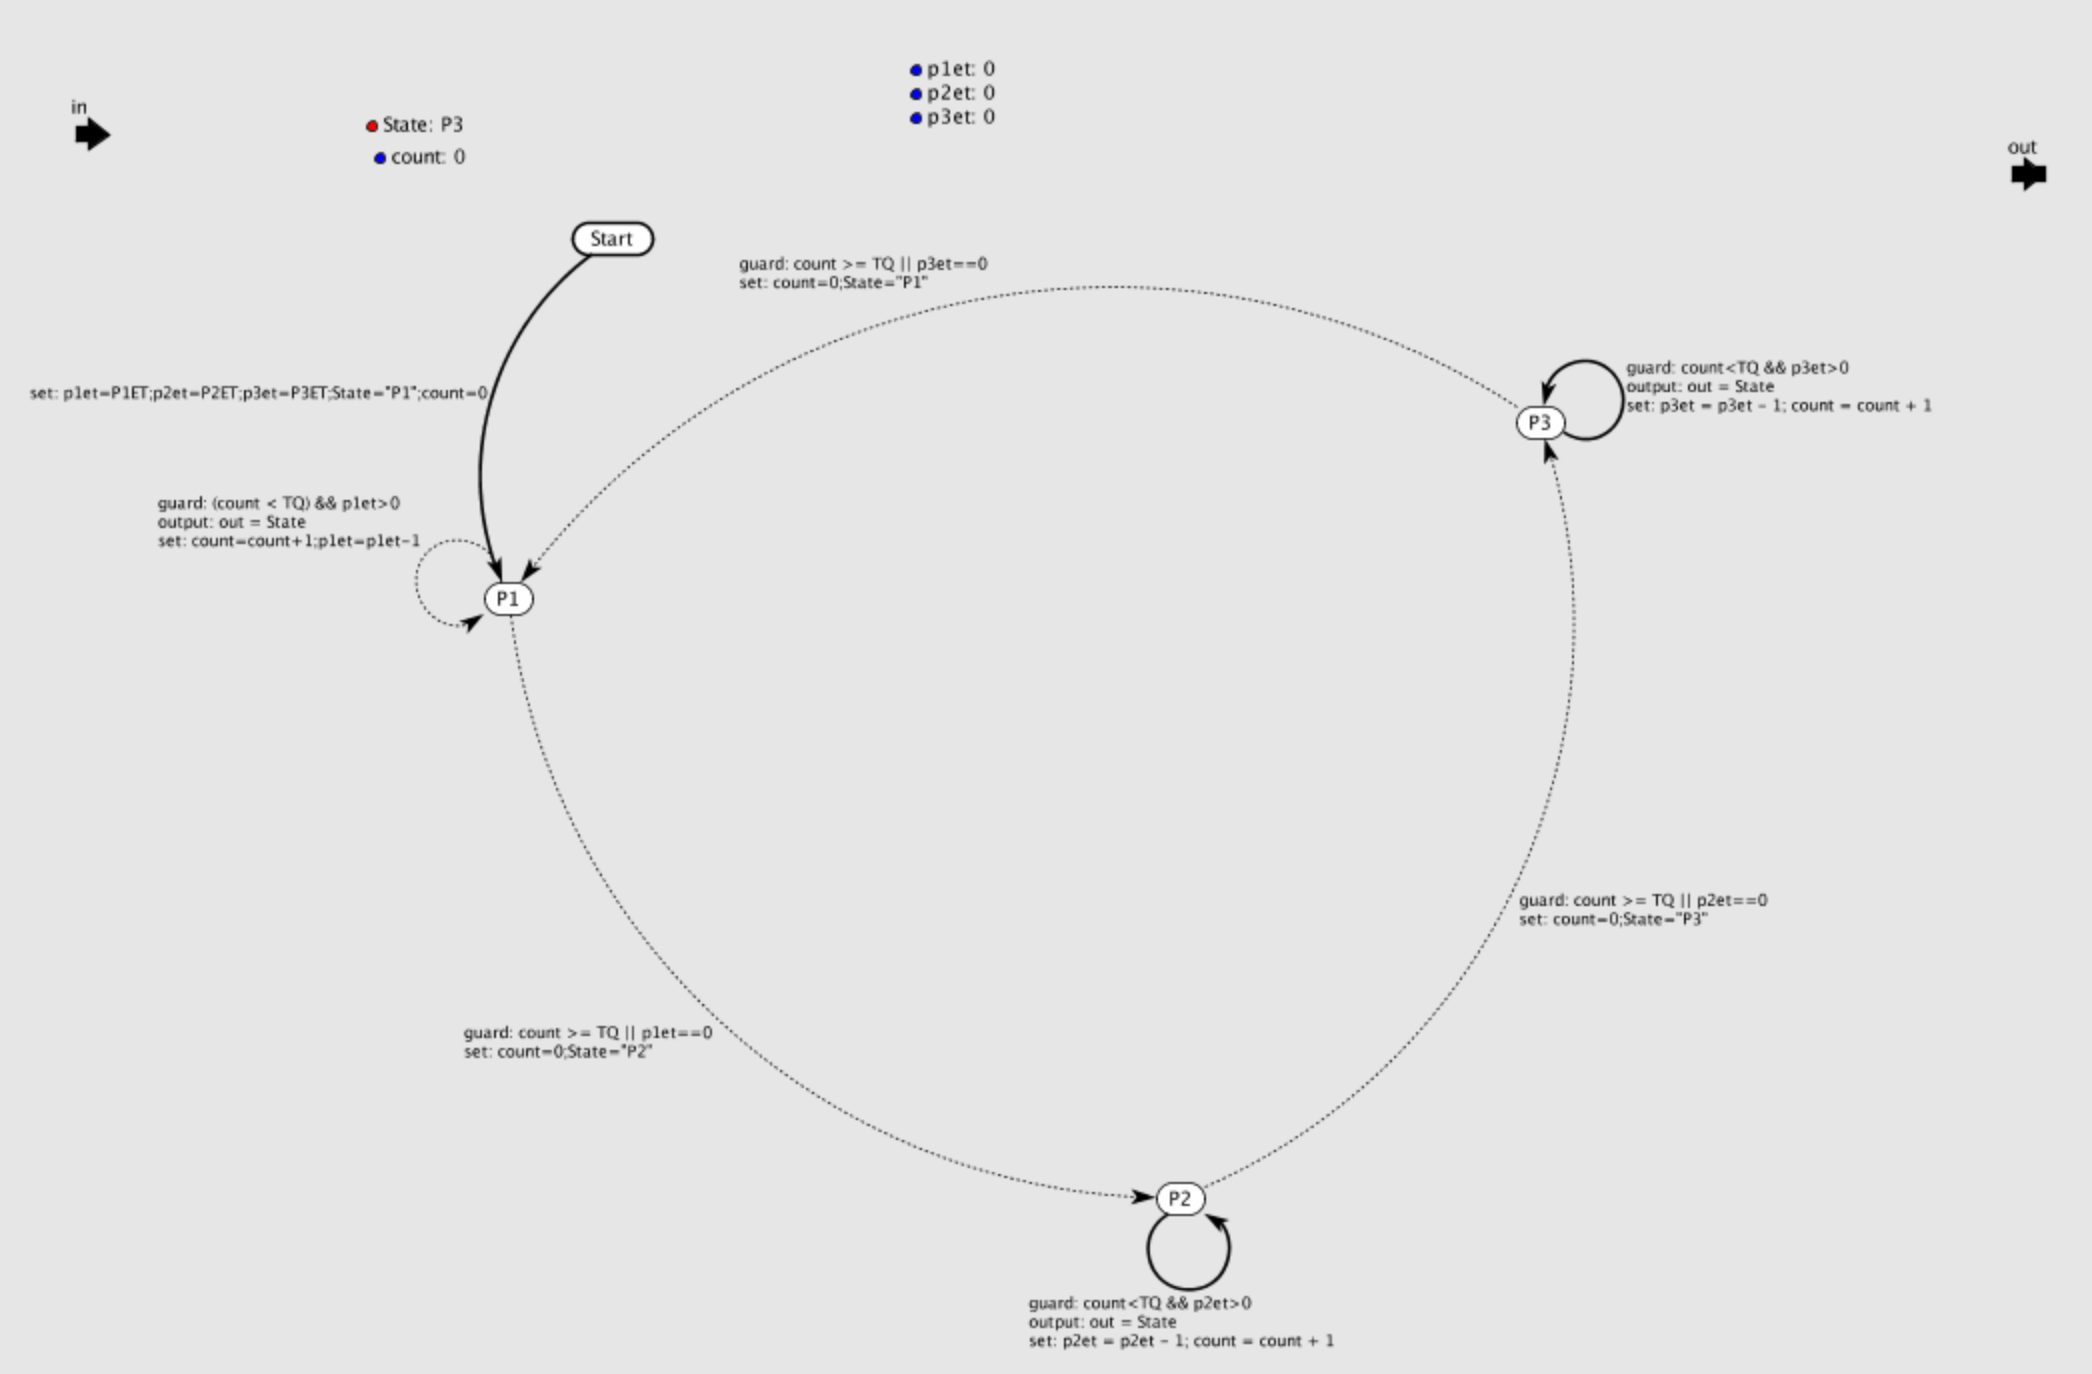 in
State: P3
count: 0
p1et: 0
p2et: 0
p3et: 0
out
Start
guard: count >= TQ || p3et==0
set: count=0;State="P1"
set: p1et=P1ET;p2et=P2ET;p3et=P3ET;State="P1";count=0
guard: count<TQ && p3et>0
output: out = State
set: p3et = p3et - 1; count = count + 1
P3
guard: (count < TQ) && p1et>0
output: out = State
set: count=count+1;p1et=p1et-1
P1
guard: count >= TQ || p2et==0
set: count=0;State="P3"
guard: count >= TQ || p1et==0
set: count=0;State="P2"
P2
guard: count<TQ && p2et>0
output: out = State
set: p2et = p2et - 1; count = count + 1